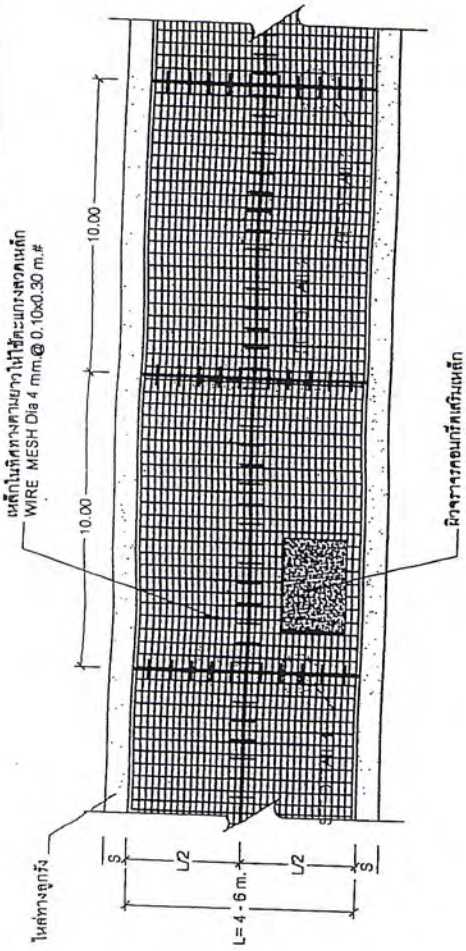 เหล็กในทิศทางตามยาวให้ใช้ตะแกรงลวดเหล็ก
WIRE MESH Dia 4 mm.@ 0.10x0.30 m.#
10.00
10.00
ไหล่ทางลูกรัง
S
L/2
L/2
S
L= 4 - 6 m.
ผิวจราจรคอนกรีตเสริมเหล็ก